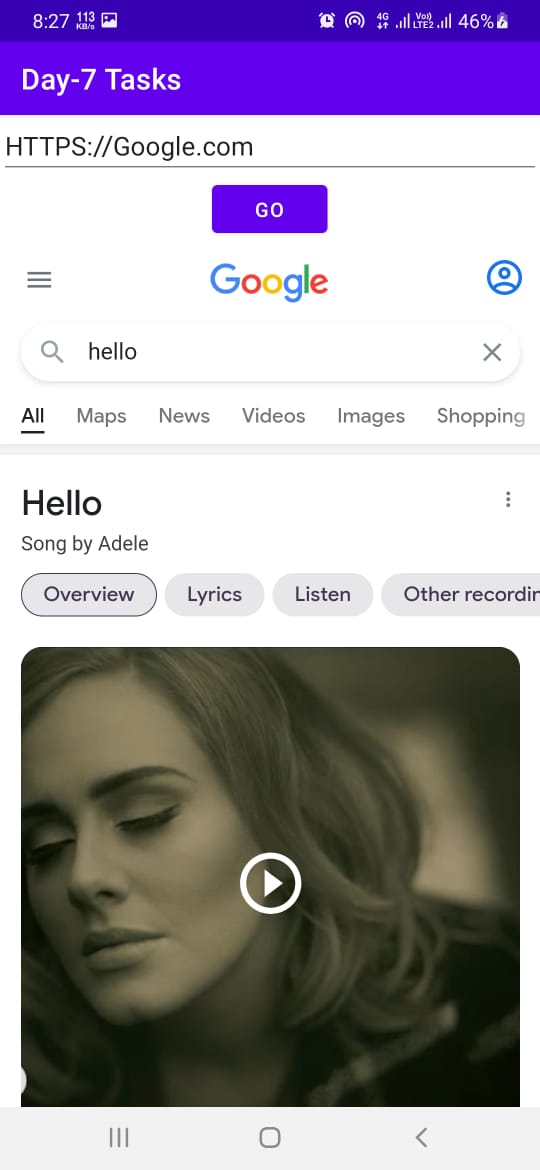 8:27 113 KB/s 4G Vo)) LTE2 46%
Day-7 Tasks
HTTPS://Google.com
GO
Google
hello
All Maps News Videos Images Shopping
Hello
Song by Adele
Overview Lyrics Listen Other recordin